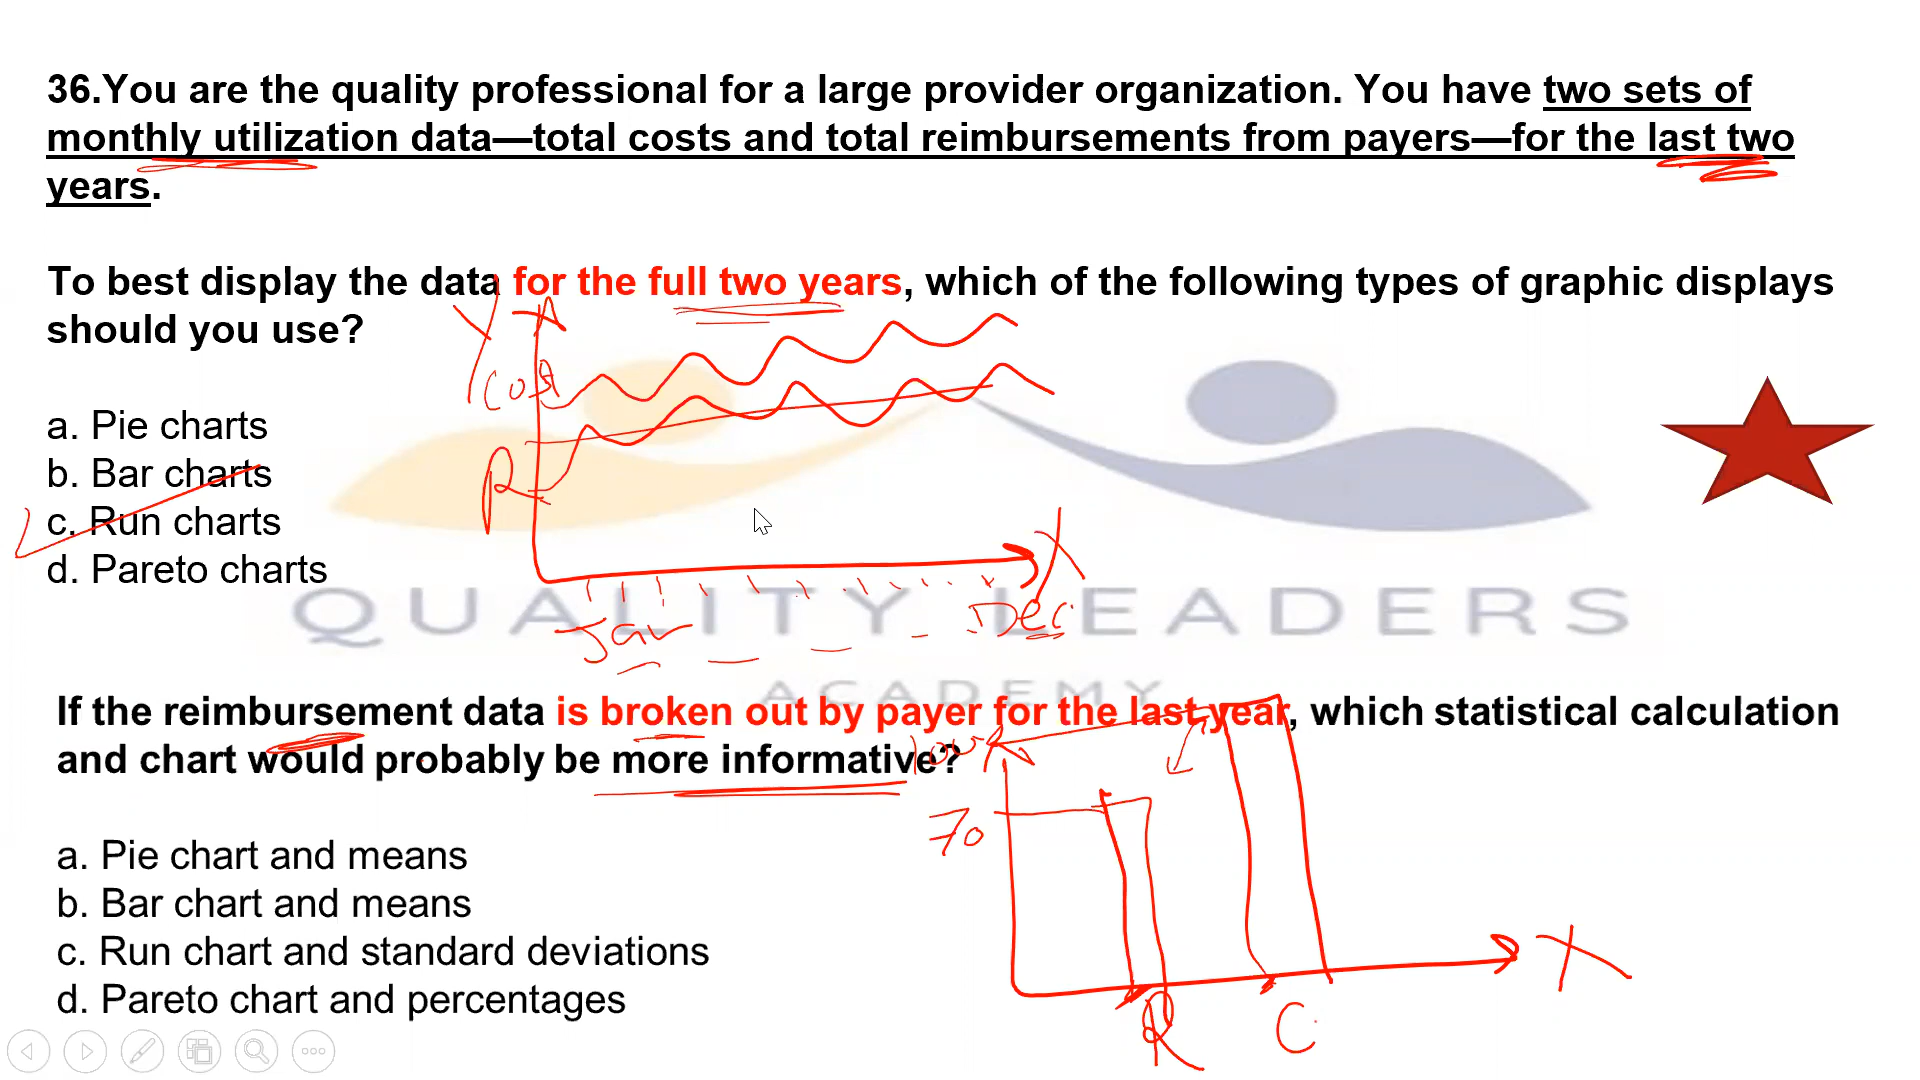 36.You are the quality professional for a large provider organization. You have two sets of
monthly utilization data—total costs and total reimbursements from payers—for the last two
years.
To best display the data for the full two years, which of the following types of graphic displays
should you use?
Y
Cost
a. Pie charts
b. Bar charts
R
c. Run charts
d. Pareto charts
X
Jan
Dec
QUALITY LEADERS
ACADEMY
If the reimbursement data is broken out by payer for the last year, which statistical calculation
and chart would probably be more informative?
70
a. Pie chart and means
b. Bar chart and means
c. Run chart and standard deviations
X
d. Pareto chart and percentages
R
C